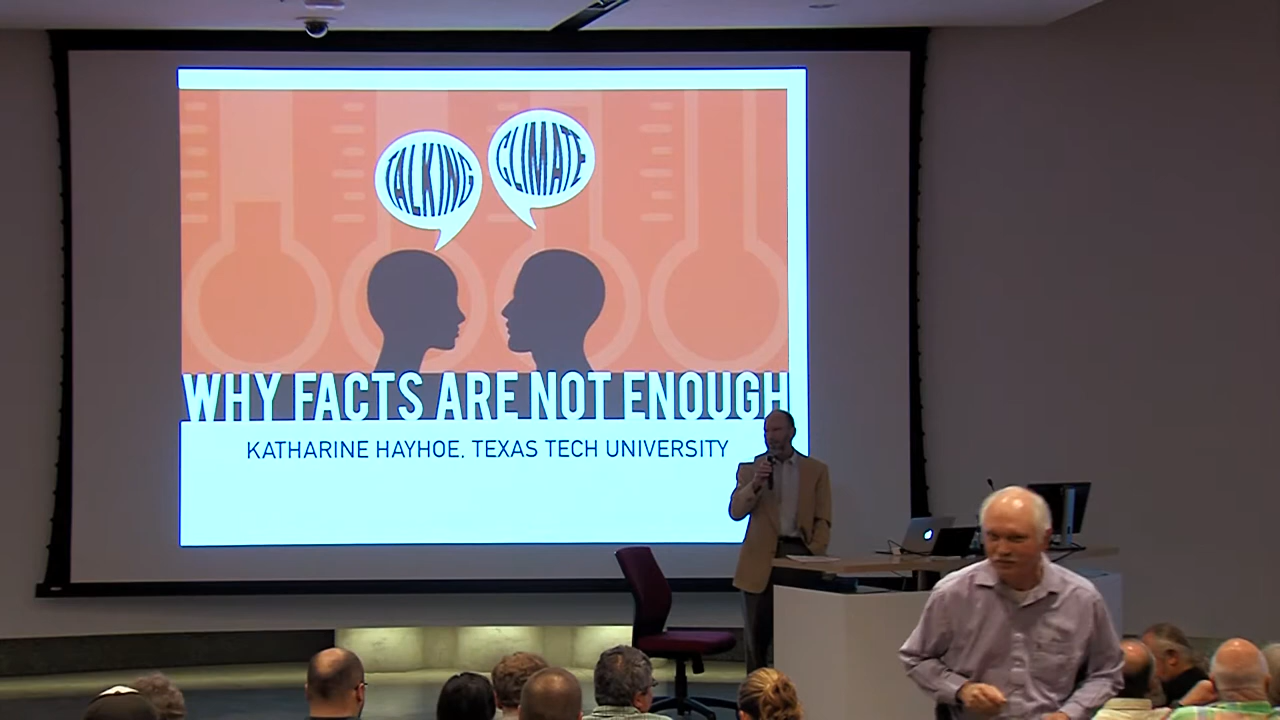 TALKING
CLIMATE
WHY FACTS ARE NOT ENOUGH
KATHARINE HAYHOE, TEXAS TECH UNIVERSITY